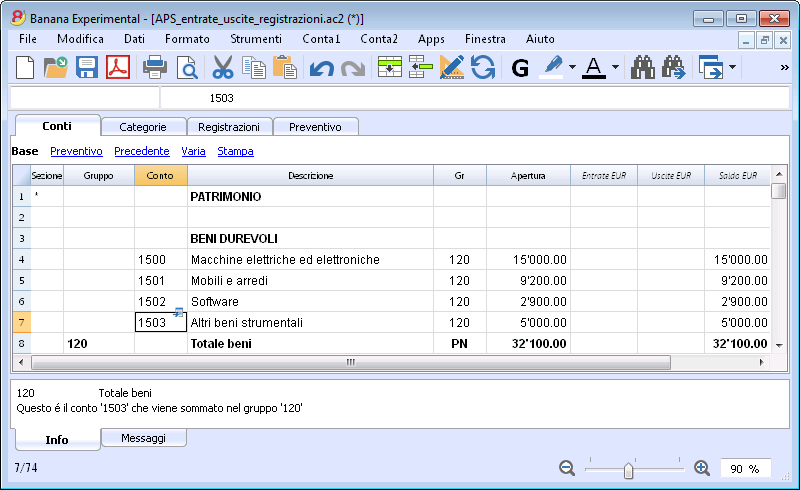 Banana Experimental - [APS_entrate_uscite_registrazioni.ac2 (*)]
File Modifica Dati Formato Strumenti Conta1 Conta2 Apps Finestra Aiuto
G A »
1503
Conti Categorie Registrazioni Preventivo
Base Preventivo Precedente Varia Stampa
Sezione Gruppo Conto Descrizione Gr Apertura Entrate EUR Uscite EUR Saldo EUR
1 * PATRIMONIO
2
3 BENI DUREVOLI
4 1500 Macchine elettriche ed elettroniche 120 15'000.00 15'000.00
5 1501 Mobili e arredi 120 9'200.00 9'200.00
6 1502 Software 120 2'900.00 2'900.00
7 1503 Altri beni strumentali 120 5'000.00 5'000.00
8 120 Totale beni PN 32'100.00 32'100.00
120 Totale beni
Questo é il conto '1503' che viene sommato nel gruppo '120'
Info Messaggi
7/74 90 %